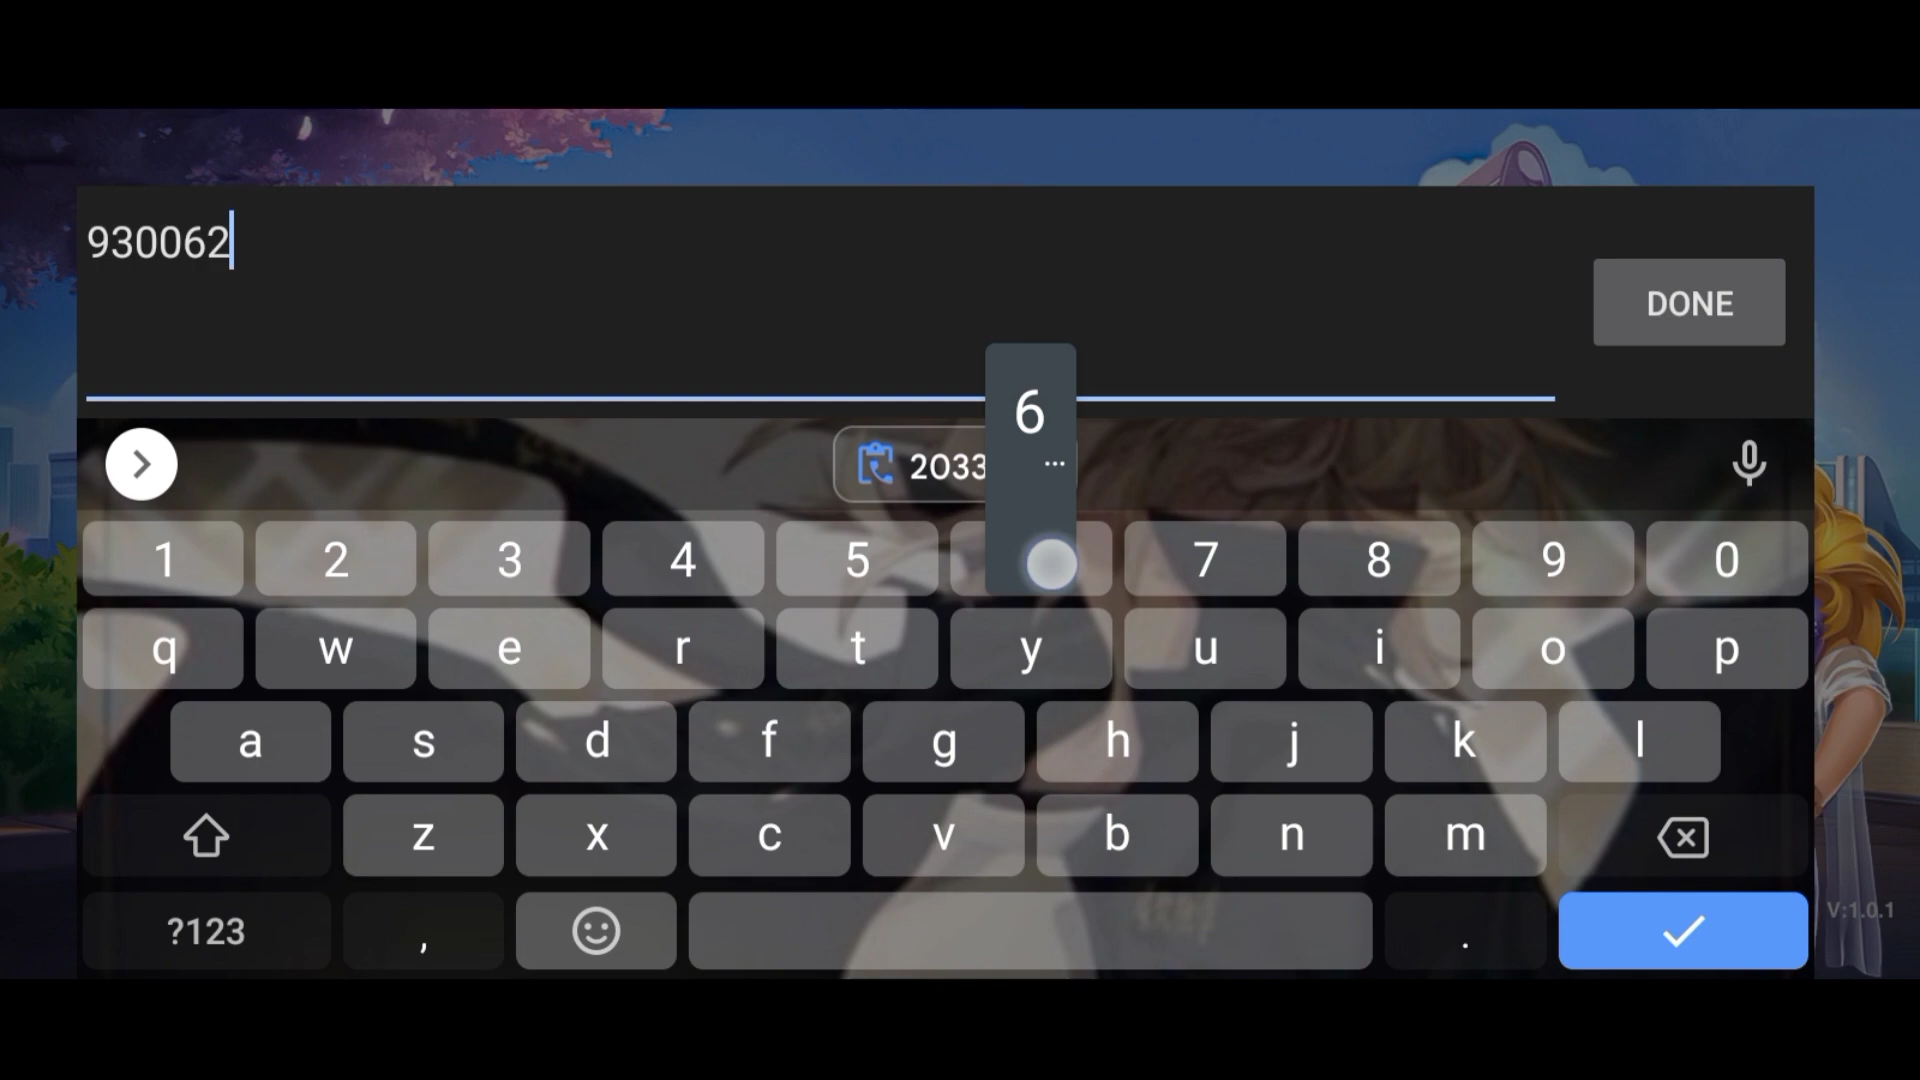 930062
DONE
6
...
2033
1 2 3 4 5 7 8 9 0
q w e r t y u i o p
a s d f g h j k l
z x c v b n m
?123 , .
V:1.0.1